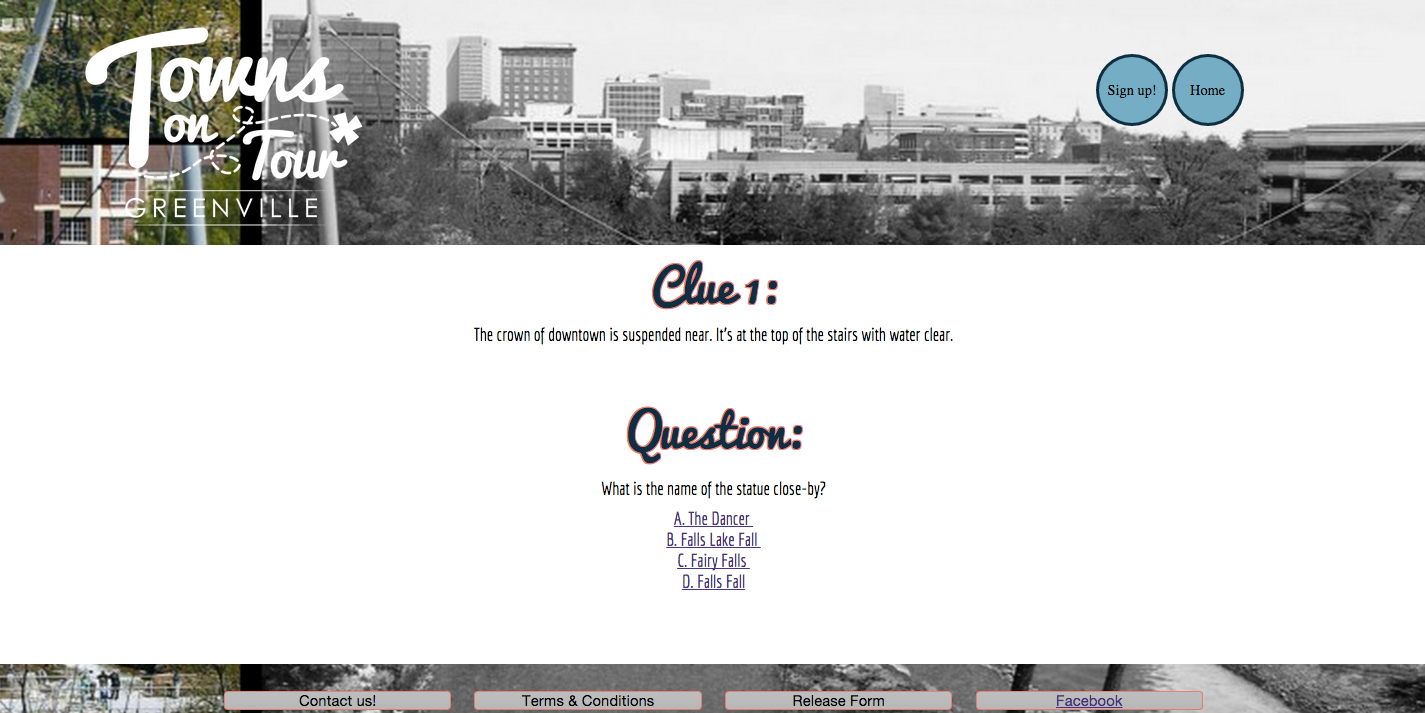 Towns
on
Tour
GREENVILLE
Sign up!
Home
Clue 1:
The crown of downtown is suspended near. It's at the top of the stairs with water clear.
Question:
What is the name of the statue close-by?
A. The Dancer
B. Falls Lake Fall
C. Fairy Falls
D. Falls Fall
Contact us!
Terms & Conditions
Release Form
Facebook